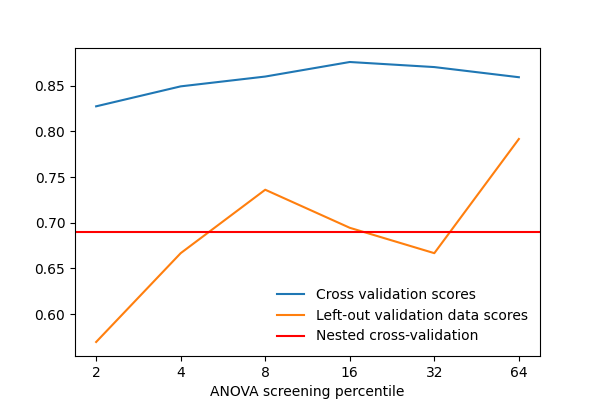 0.85
0.80
0.75
0.70
0.65
0.60
Cross validation scores
Left-out validation data scores
Nested cross-validation
2 4 8 16 32 64
ANOVA screening percentile